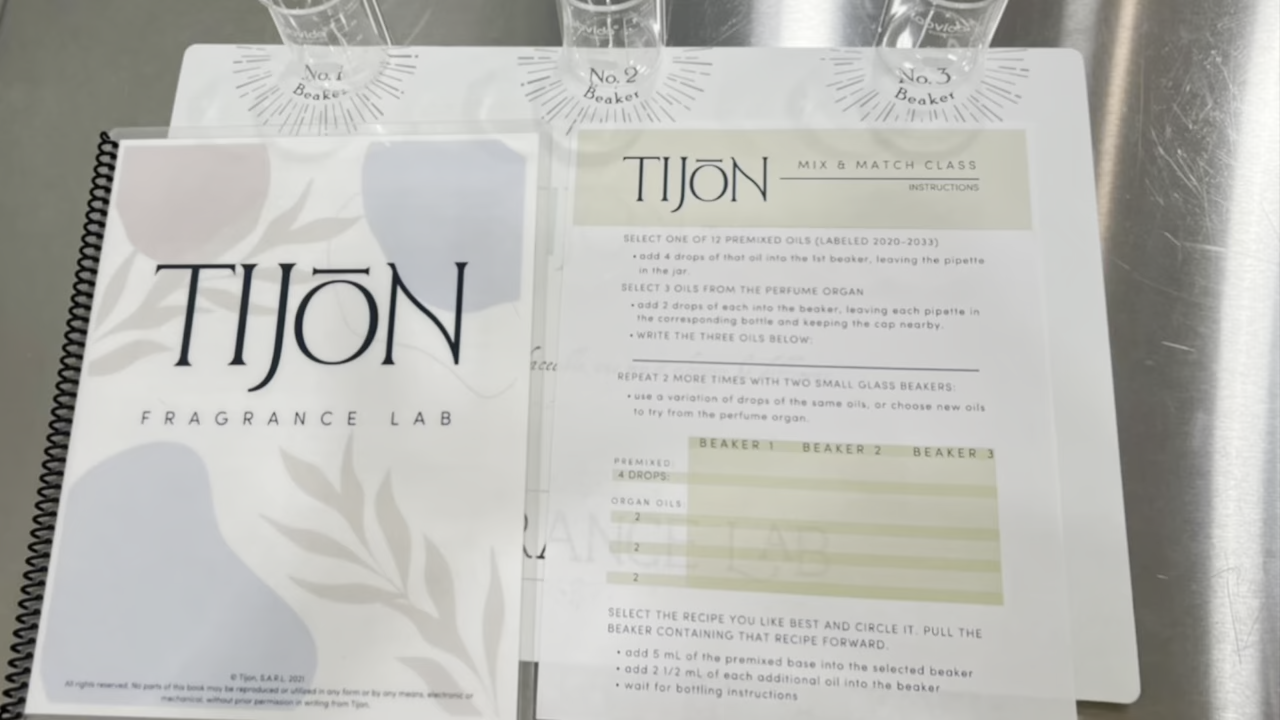 No. 1
Beaker
No. 2
Beaker
No. 3
Beaker
TIJŌN
FRAGRANCE LAB
© Tijon, S.A.R.L. 2021
All rights reserved. No parts of this book may be reproduced or utilized in any form or by any means, electronic or
mechanical, without prior permission in writing from Tijon.
TIJŌN
MIX & MATCH CLASS
INSTRUCTIONS
SELECT ONE OF 12 PREMIXED OILS (LABELED 2020-2033)
• add 4 drops of that oil into the 1st beaker, leaving the pipette
in the jar.
SELECT 3 OILS FROM THE PERFUME ORGAN
• add 2 drops of each into the beaker, leaving each pipette in
the corresponding bottle and keeping the cap nearby.
• WRITE THE THREE OILS BELOW:
REPEAT 2 MORE TIMES WITH TWO SMALL GLASS BEAKERS:
• use a variation of drops of the same oils, or choose new oils
to try from the perfume organ.
BEAKER 1 BEAKER 2 BEAKER 3
PREMIXED:
4 DROPS:
ORGAN OILS:
2
2
2
SELECT THE RECIPE YOU LIKE BEST AND CIRCLE IT. PULL THE
BEAKER CONTAINING THAT RECIPE FORWARD.
• add 5 mL of the premixed base into the selected beaker
• add 2 1/2 mL of each additional oil into the beaker
• wait for bottling instructions
ANCE LAB